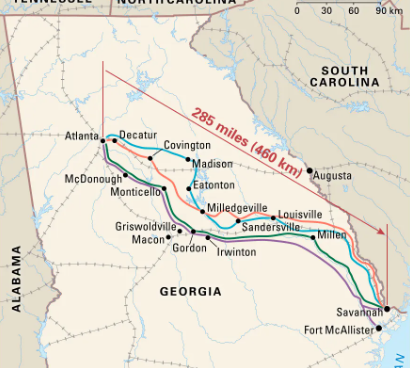 TENNESSEE
NORTH CAROLINA
0 30 60 90 km
SOUTH
CAROLINA
285 miles (460 km)
Atlanta
Decatur
Covington
Madison
McDonough
Monticello
Eatonton
Augusta
Milledgeville
Louisville
Griswoldville
Sandersville
Macon
Millen
Gordon
Irwinton
GEORGIA
ALABAMA
Savannah
Fort McAllister
AN